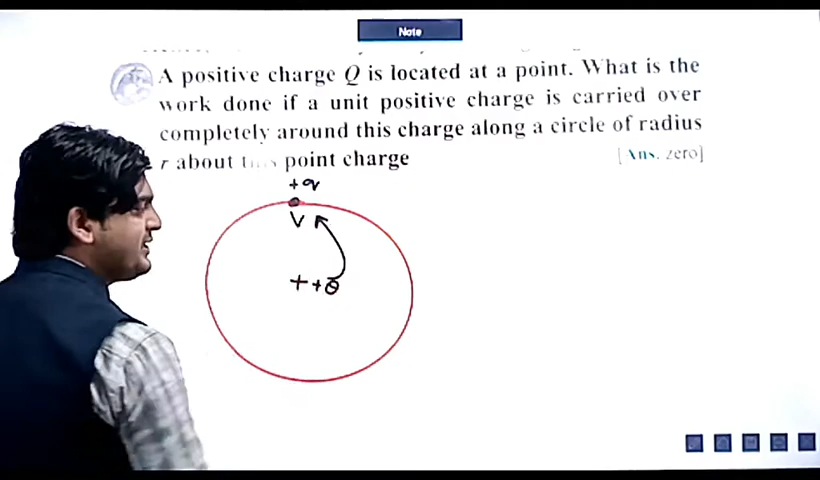 Note
A positive charge Q is located at a point. What is the
work done if a unit positive charge is carried over
completely around this charge along a circle of radius
r about this point charge [Ans. zero]
+q
V
+ +Q